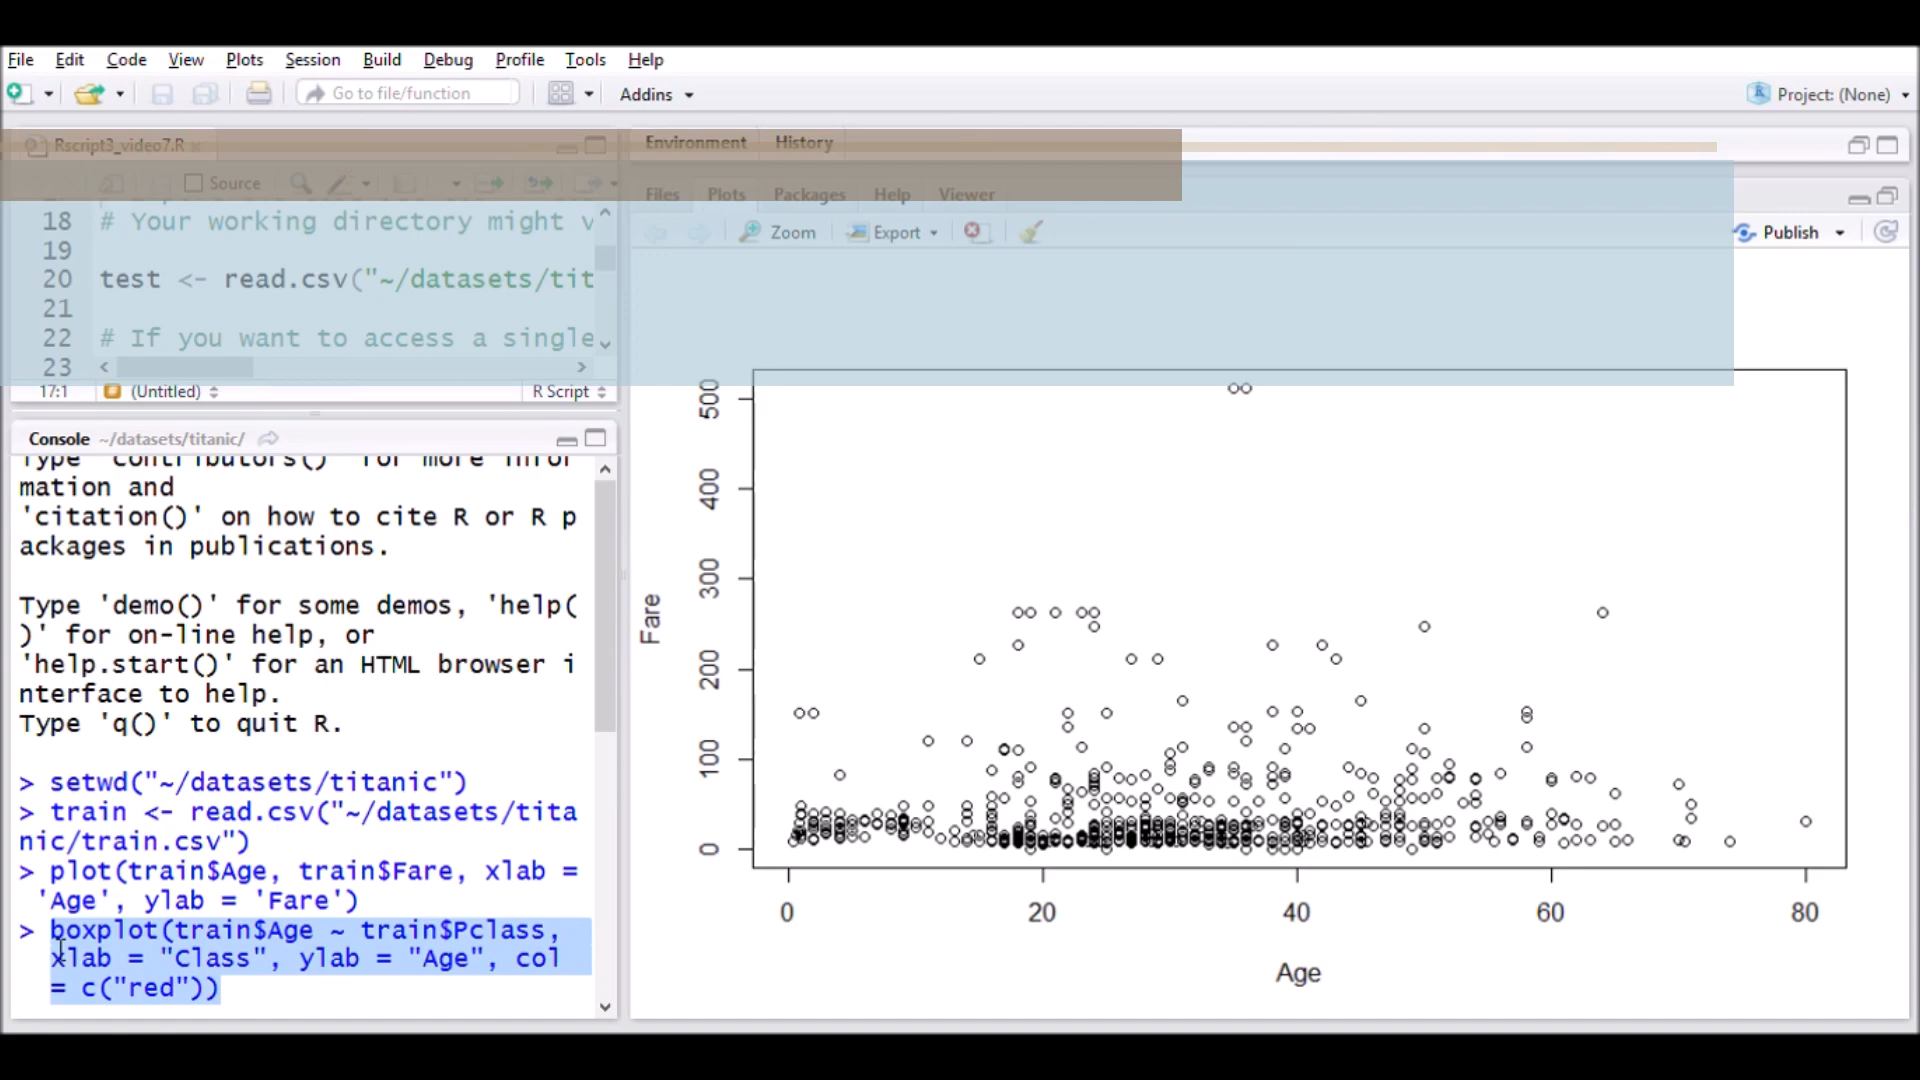 File Edit Code View Plots Session Build Debug Profile Tools Help
Go to file/function Addins Project: (None)
Rscript3_video7.R
Source
18 # Your working directory might v
19
20 test <- read.csv("~/datasets/tit
21
22 # If you want to access a single
23
17:1 (Untitled) R Script
Console ~/datasets/titanic/
Type 'contributors()' for more infor
mation and
'citation()' on how to cite R or R p
ackages in publications.
Type 'demo()' for some demos, 'help(
)' for on-line help, or
'help.start()' for an HTML browser i
nterface to help.
Type 'q()' to quit R.
> setwd("~/datasets/titanic")
> train <- read.csv("~/datasets/tita
nic/train.csv")
> plot(train$Age, train$Fare, xlab =
'Age', ylab = 'Fare')
> boxplot(train$Age ~ train$Pclass,
xlab = "Class", ylab = "Age", col
= c("red"))
Environment History
Files Plots Packages Help Viewer
Zoom Export Publish
500
400
300
200
100
0
Fare
0 20 40 60 80
Age